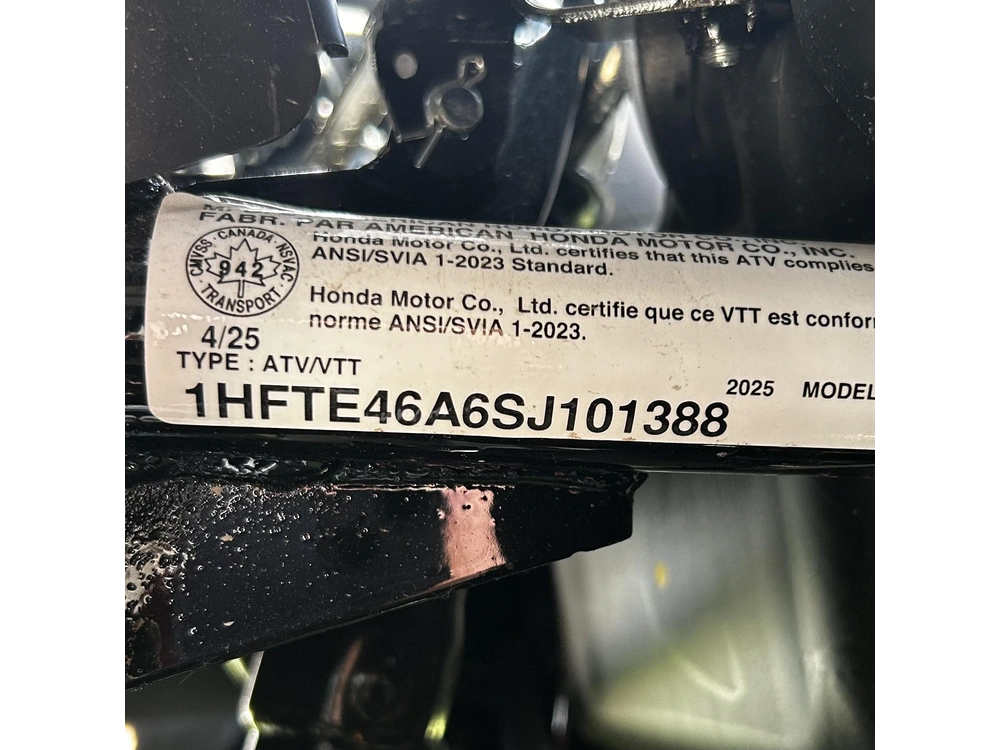 FABR. PAR AMERICAN HONDA MOTOR CO., INC.
Honda Motor Co., Ltd. certifies that this ATV complies
ANSI/SVIA 1-2023 Standard.
Honda Motor Co., Ltd. certifie que ce VTT est confor
norme ANSI/SVIA 1-2023.
CMVSS · CANADA · NSVAC
942
TRANSPORT
4/25
TYPE : ATV/VTT
2025 MODEL
1HFTE46A6SJ101388